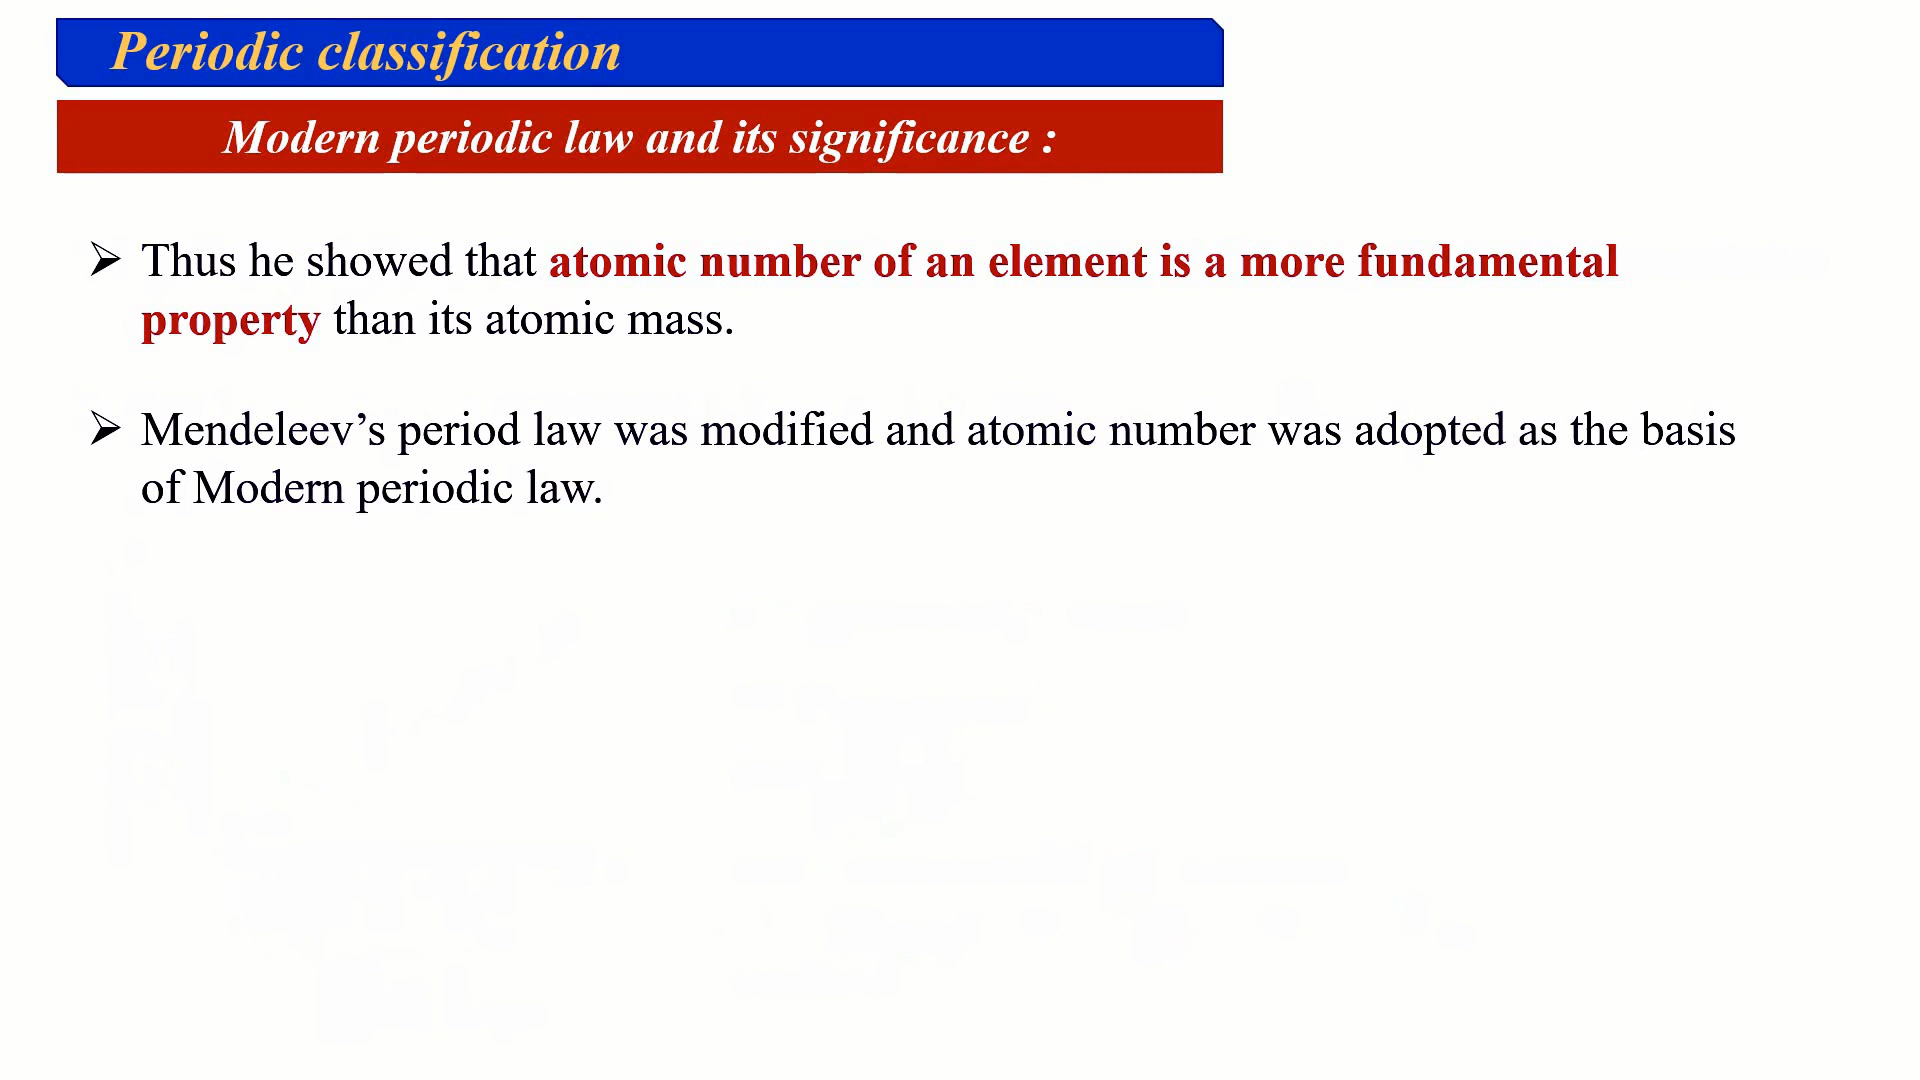 Periodic classification
Modern periodic law and its significance :
➢ Thus he showed that atomic number of an element is a more fundamental
property than its atomic mass.
➢ Mendeleev’s period law was modified and atomic number was adopted as the basis
of Modern periodic law.